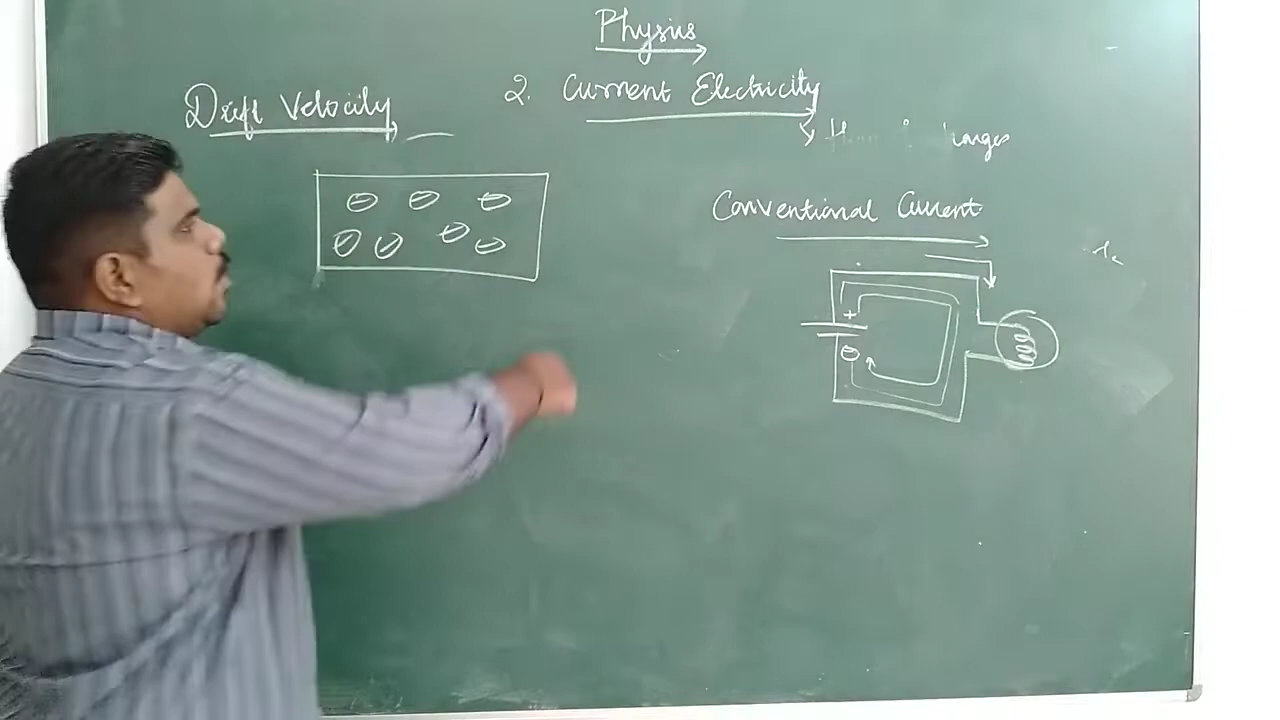 Physics
2. Current Electricity
Drift Velocity
Conventional Current
+